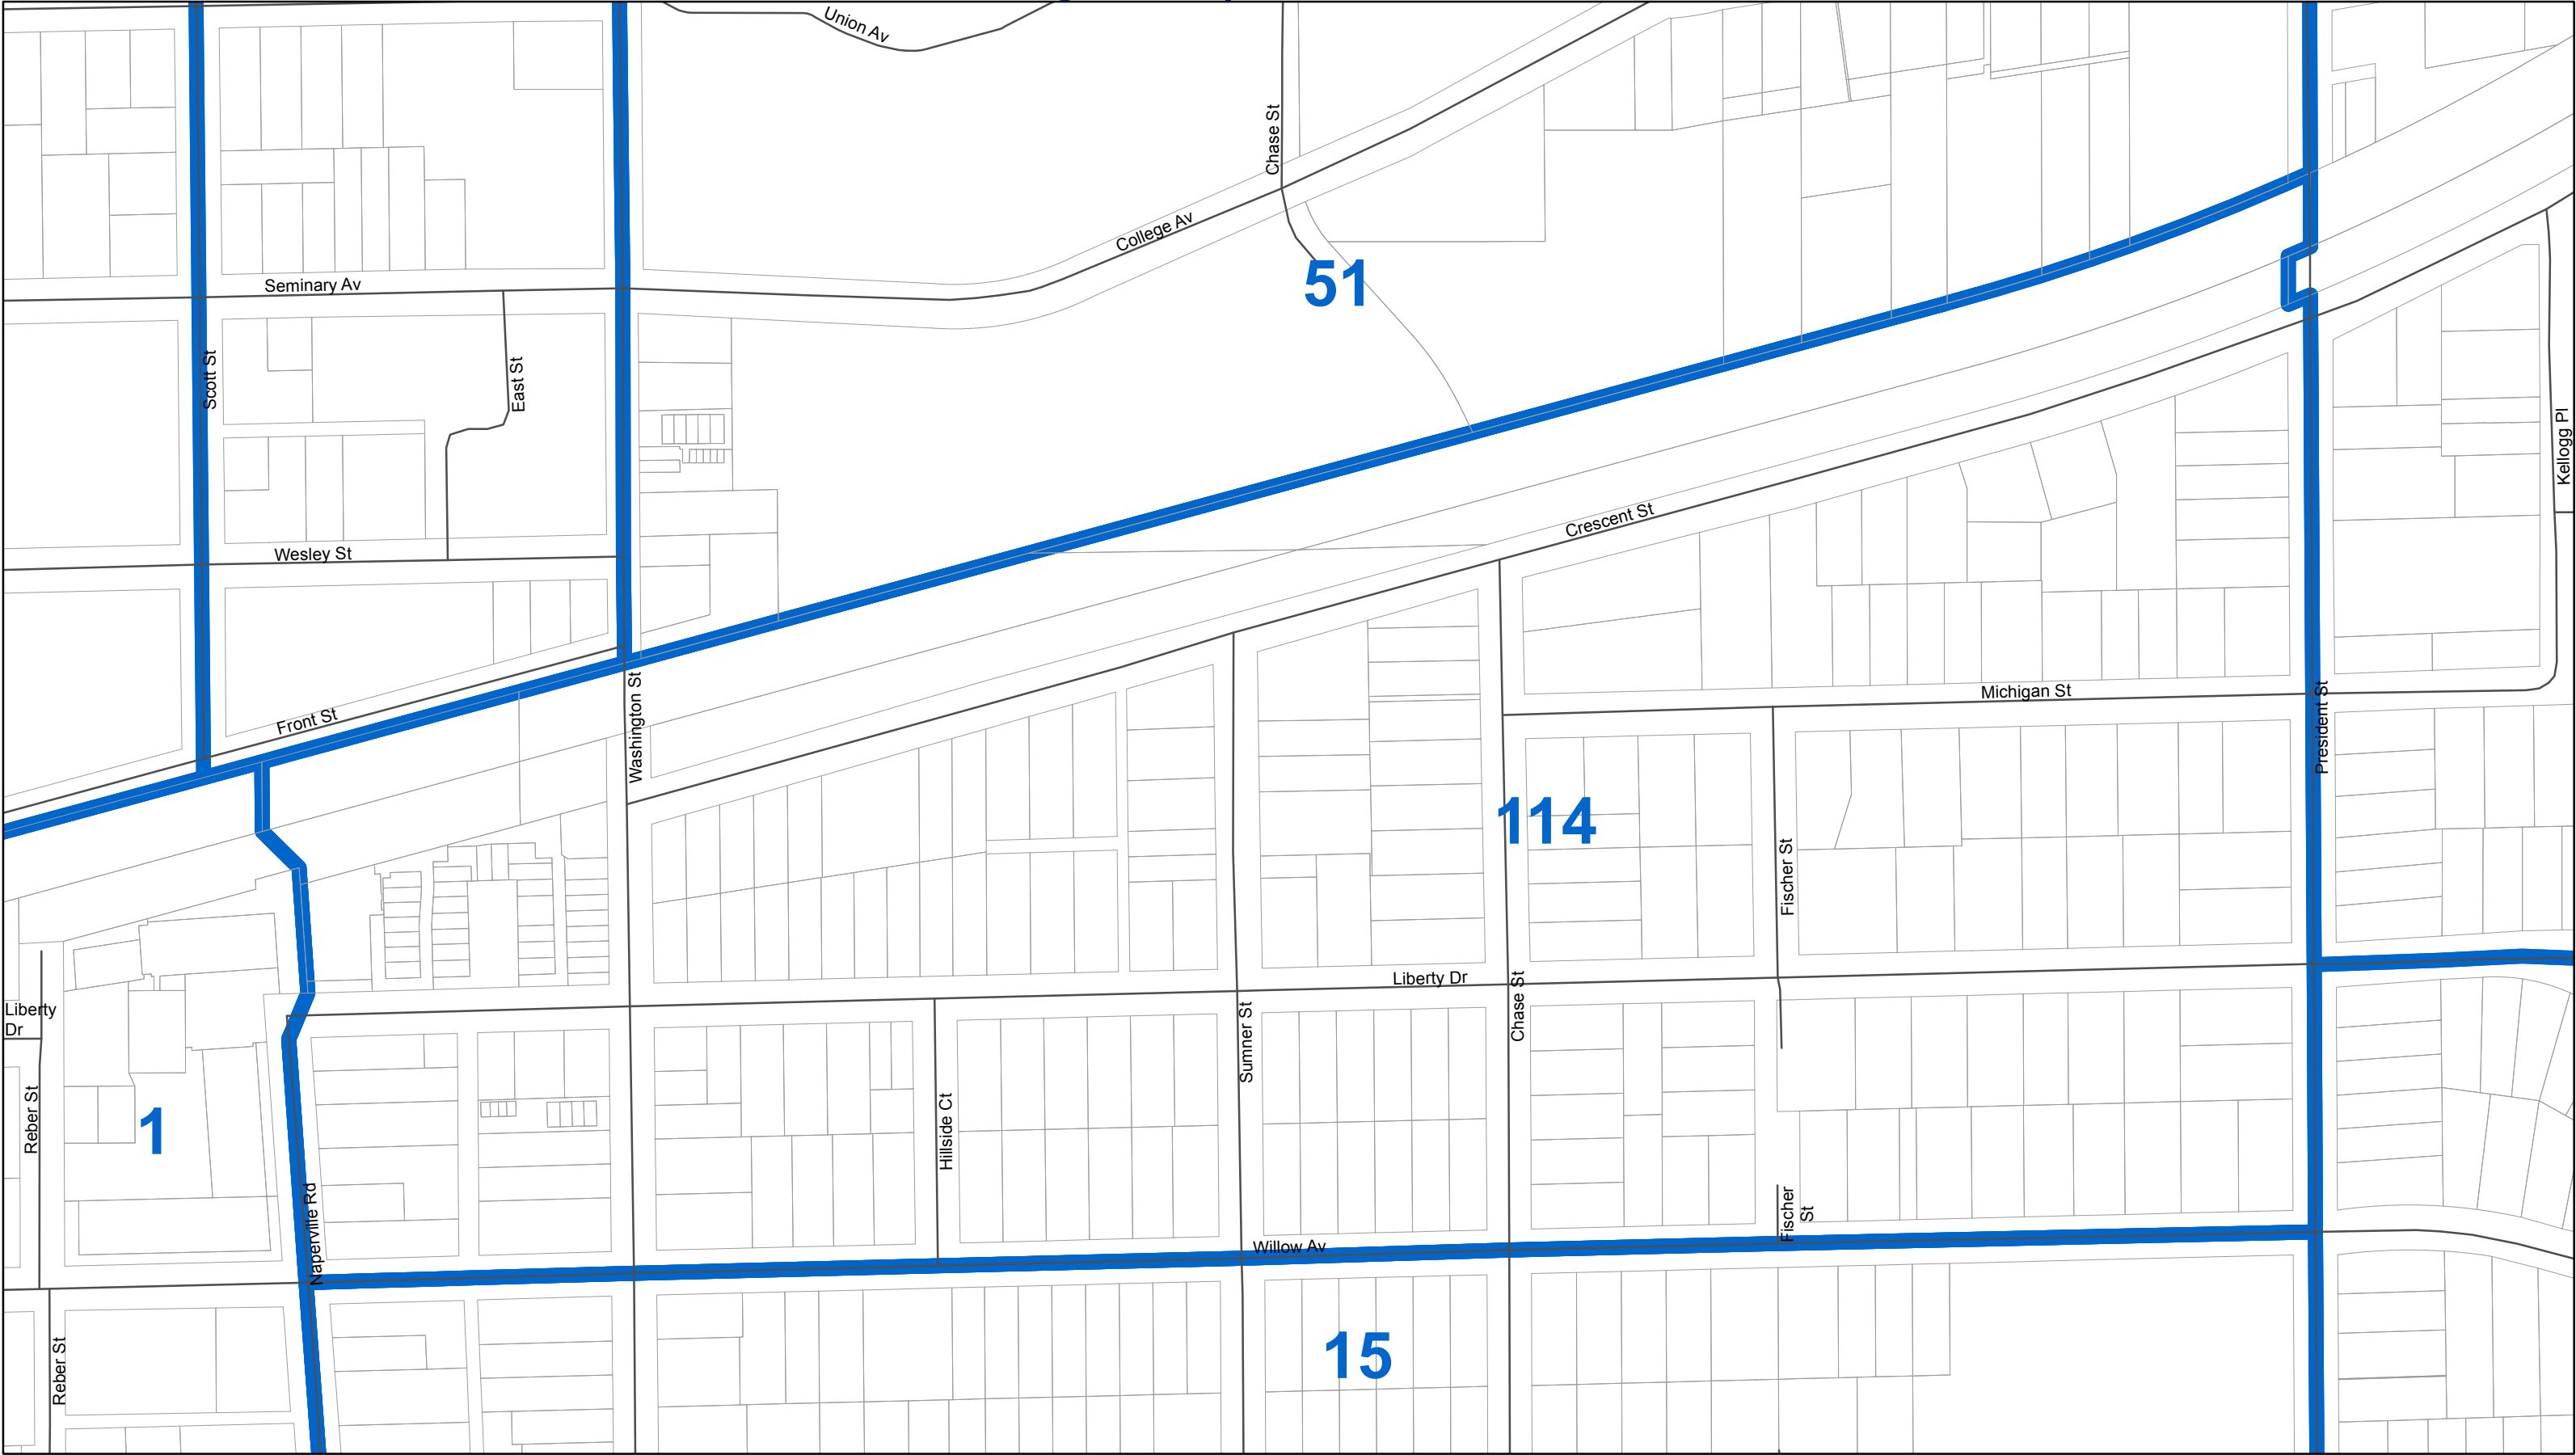 Union Av
Chase St
College Av
51
Seminary Av
Scott St
East St
Kellogg Pl
Crescent St
Wesley St
Michigan St
Front St
Washington St
President St
114
Fischer St
Liberty Dr
Chase St
Liberty
Dr
Sumner St
Reber St
1
Hillside Ct
Naperville Rd
Fischer
St
Willow Av
15
Reber St